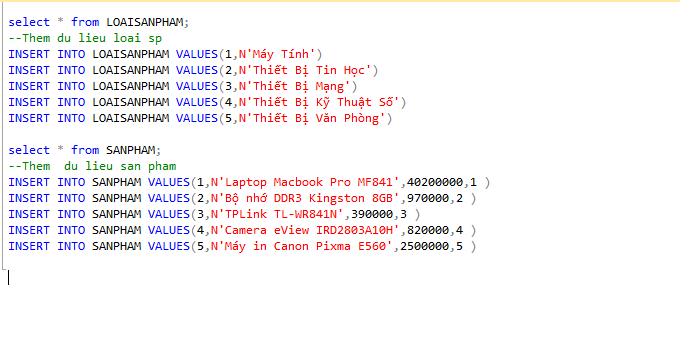 select * from LOAISANPHAM;
--Them du lieu loai sp
INSERT INTO LOAISANPHAM VALUES(1,N'Máy Tính')
INSERT INTO LOAISANPHAM VALUES(2,N'Thiết Bị Tin Học')
INSERT INTO LOAISANPHAM VALUES(3,N'Thiết Bị Mạng')
INSERT INTO LOAISANPHAM VALUES(4,N'Thiết Bị Kỹ Thuật Số')
INSERT INTO LOAISANPHAM VALUES(5,N'Thiết Bị Văn Phòng')
select * from SANPHAM;
--Them  du lieu san pham
INSERT INTO SANPHAM VALUES(1,N'Laptop Macbook Pro MF841',40200000,1 )
INSERT INTO SANPHAM VALUES(2,N'Bộ nhớ DDR3 Kingston 8GB',970000,2 )
INSERT INTO SANPHAM VALUES(3,N'TPLink TL-WR841N',390000,3 )
INSERT INTO SANPHAM VALUES(4,N'Camera eView IRD2803A10H',820000,4 )
INSERT INTO SANPHAM VALUES(5,N'Máy in Canon Pixma E560',2500000,5 )